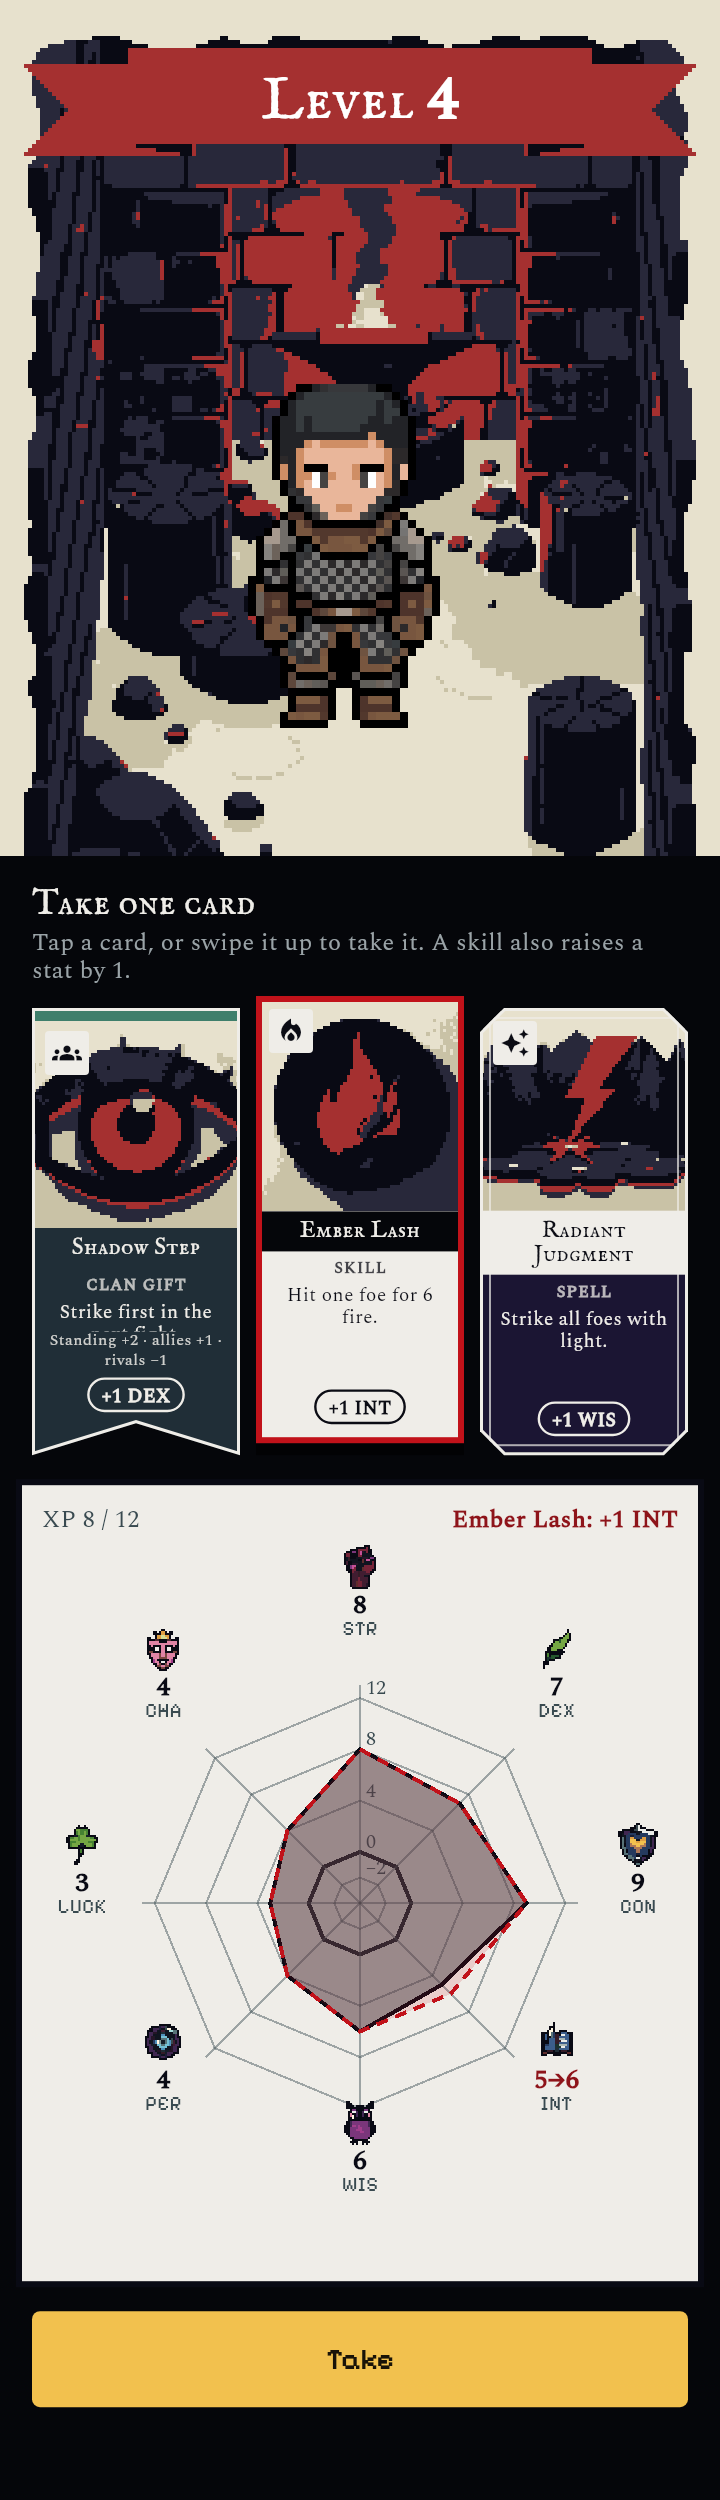 Level 4
Take one card
Tap a card, or swipe it up to take it. A skill also raises a
stat by 1.
Shadow Step
CLAN GIFT
Strike first in the
Standing +2 · allies +1 ·
rivals −1
+1 DEX
Ember Lash
SKILL
Hit one foe for 6
fire.
+1 INT
Radiant
Judgment
SPELL
Strike all foes with
light.
+1 WIS
XP 8 / 12
Ember Lash: +1 INT
8
STR
4
CHA
7
DEX
12
8
4
0
−2
3
LUCK
9
CON
4
PER
5→6
INT
6
WIS
Take